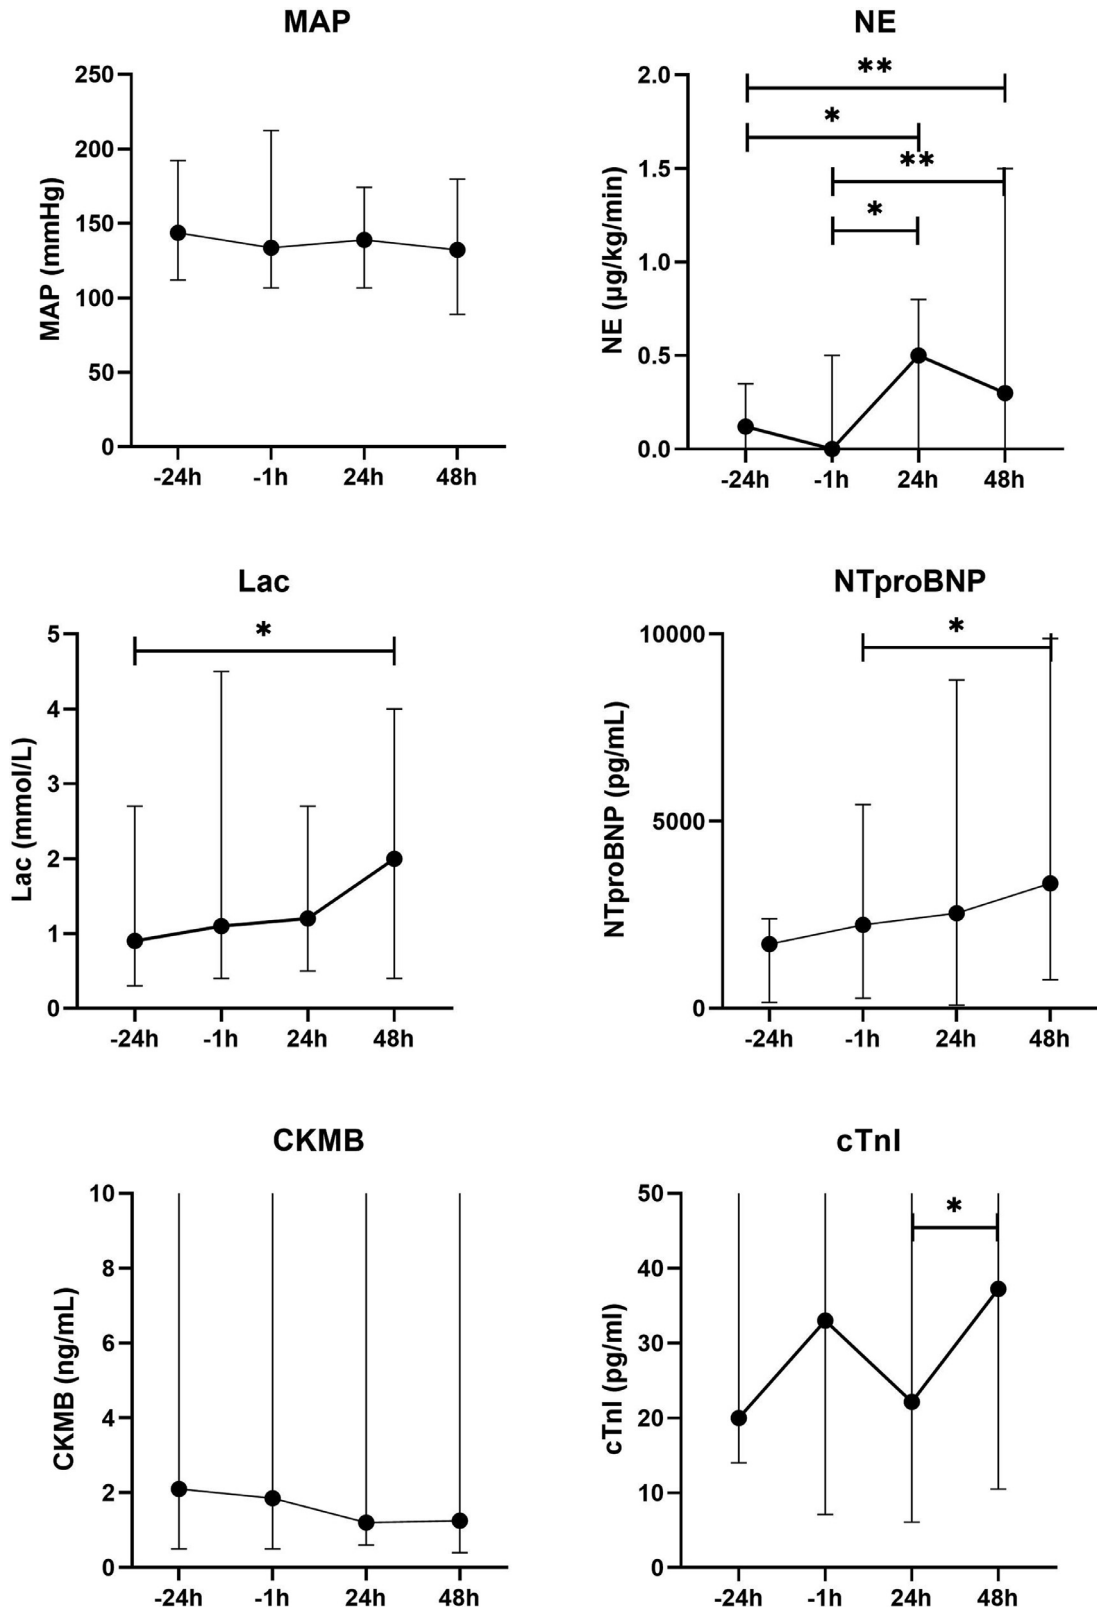 MAP
MAP (mmHg)
250
200
150
100
50
0
-24h -1h 24h 48h
NE
NE (µg/kg/min)
2.0
1.5
1.0
0.5
0.0
**
*
**
*
-24h -1h 24h 48h
Lac
Lac (mmol/L)
5
4
3
2
1
0
*
-24h -1h 24h 48h
NTproBNP
NTproBNP (pg/mL)
10000
5000
0
*
-24h -1h 24h 48h
CKMB
CKMB (ng/mL)
10
8
6
4
2
0
-24h -1h 24h 48h
cTnI
cTnI (pg/ml)
50
40
30
20
10
0
*
-24h -1h 24h 48h